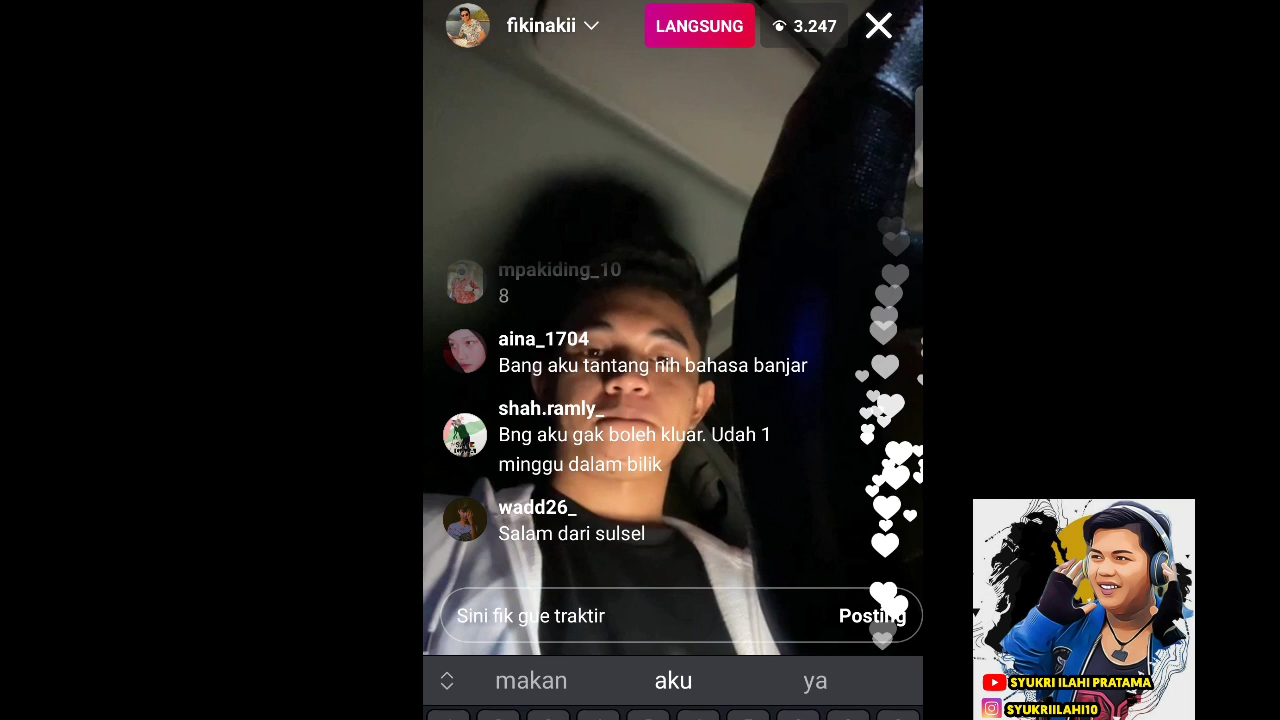 fikinakii
LANGSUNG
3.247
mpakiding_10
8
aina_1704
Bang aku tantang nih bahasa banjar
shah.ramly_
Bng aku gak boleh kluar. Udah 1
minggu dalam bilik
wadd26_
Salam dari sulsel
Sini fik gue traktir
Posting
makan
aku
ya
SYUKRI ILAHI PRATAMA
SYUKRIILAHI10